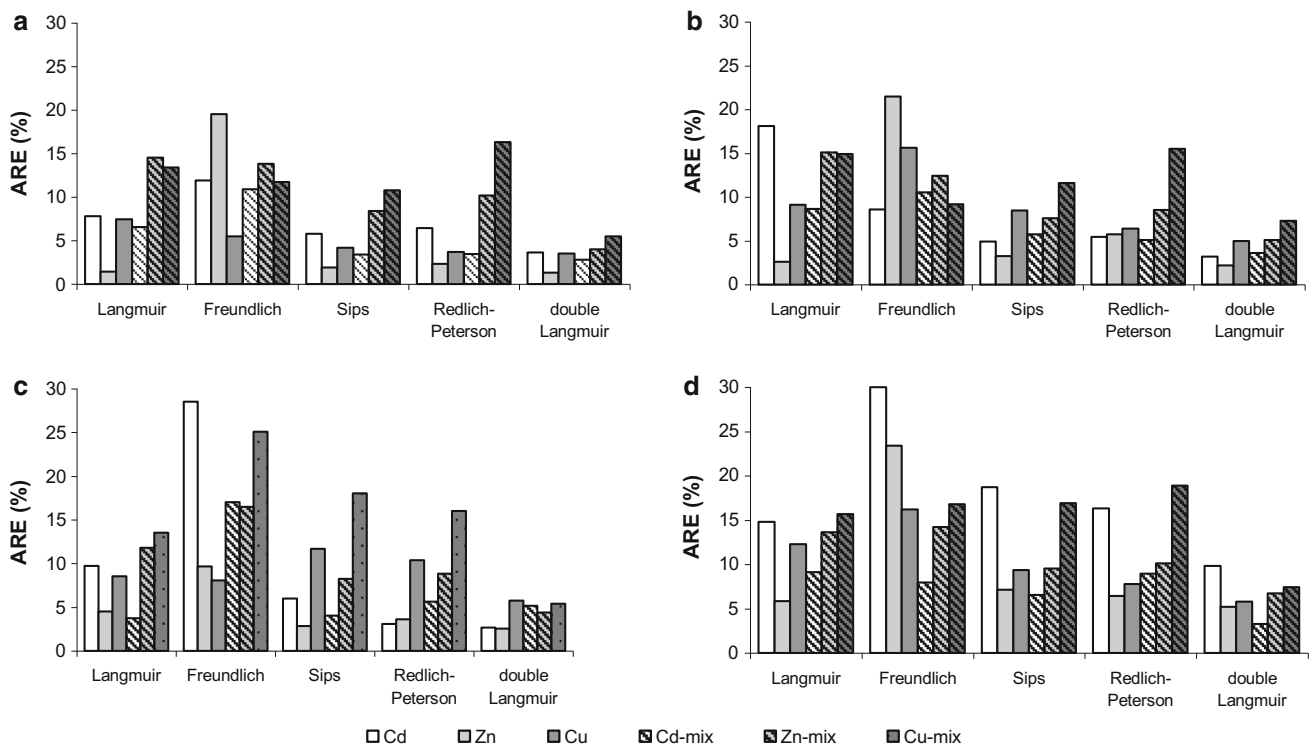 a
30
25
20
15
10
5
0
ARE (%)
Langmuir Freundlich Sips Redlich- double
Peterson Langmuir
b
30
25
20
15
10
5
0
ARE (%)
Langmuir Freundlich Sips Redlich- double
Peterson Langmuir
c
30
25
20
15
10
5
0
ARE (%)
Langmuir Freundlich Sips Redlich- double
Peterson Langmuir
d
30
25
20
15
10
5
0
ARE (%)
Langmuir Freundlich Sips Redlich- double
Peterson Langmuir
Cd Zn Cu Cd-mix Zn-mix Cu-mix